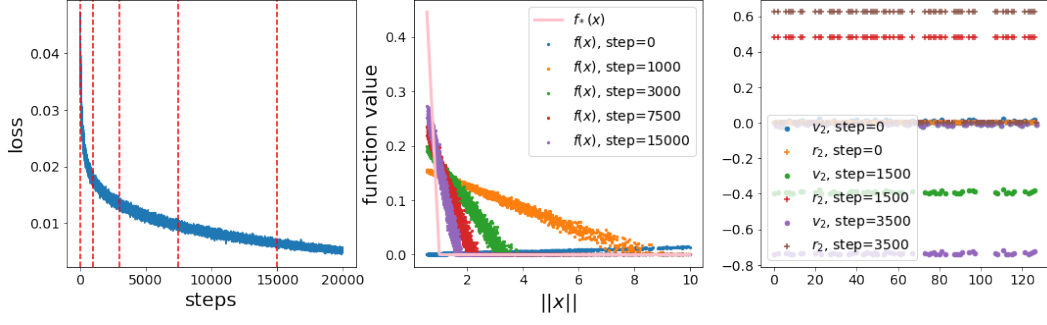 0.04
0.03
0.02
0.01
0
5000
10000
15000
20000
loss
steps
0.4
0.3
0.2
0.1
0.0
2
4
6
8
10
function value
||x||
f*(x)
f(x), step=0
f(x), step=1000
f(x), step=3000
f(x), step=7500
f(x), step=15000
0.6
0.4
0.2
0.0
−0.2
−0.4
−0.6
−0.8
0
20
40
60
80
100
120
v₂, step=0
r₂, step=0
v₂, step=1500
r₂, step=1500
v₂, step=3500
r₂, step=3500